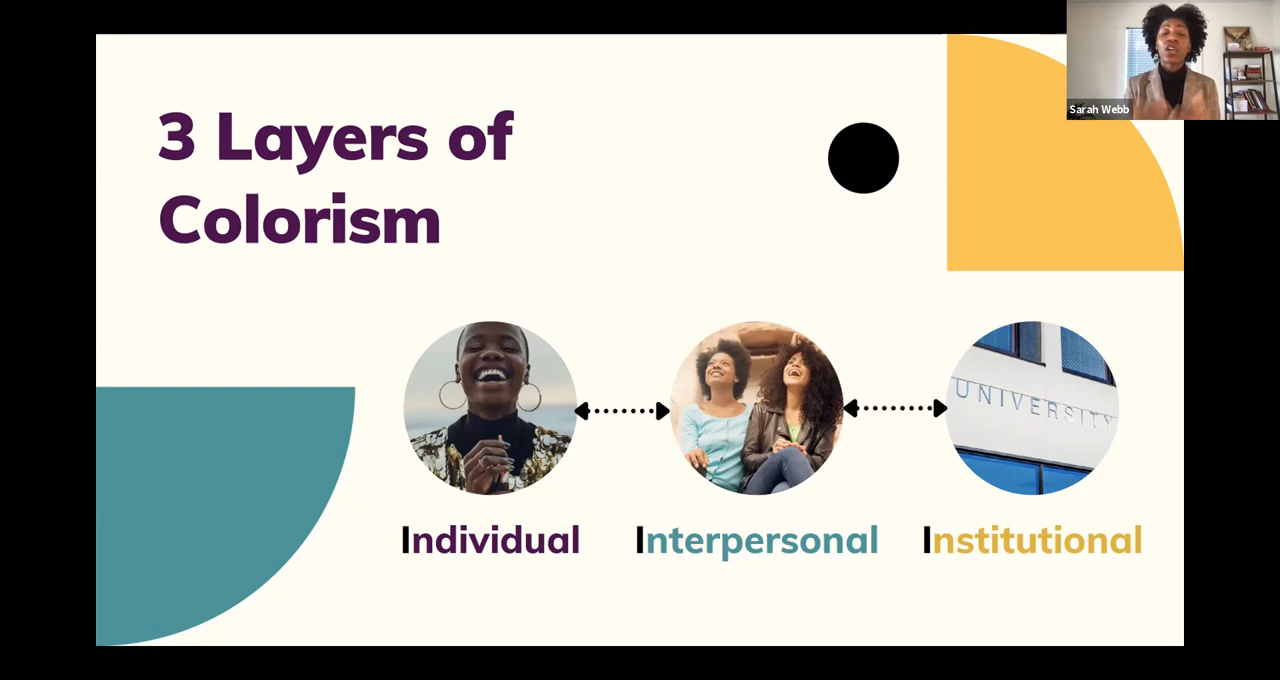 3 Layers of
Colorism
Sarah Webb
UNIVERSITY
Individual
Interpersonal
Institutional